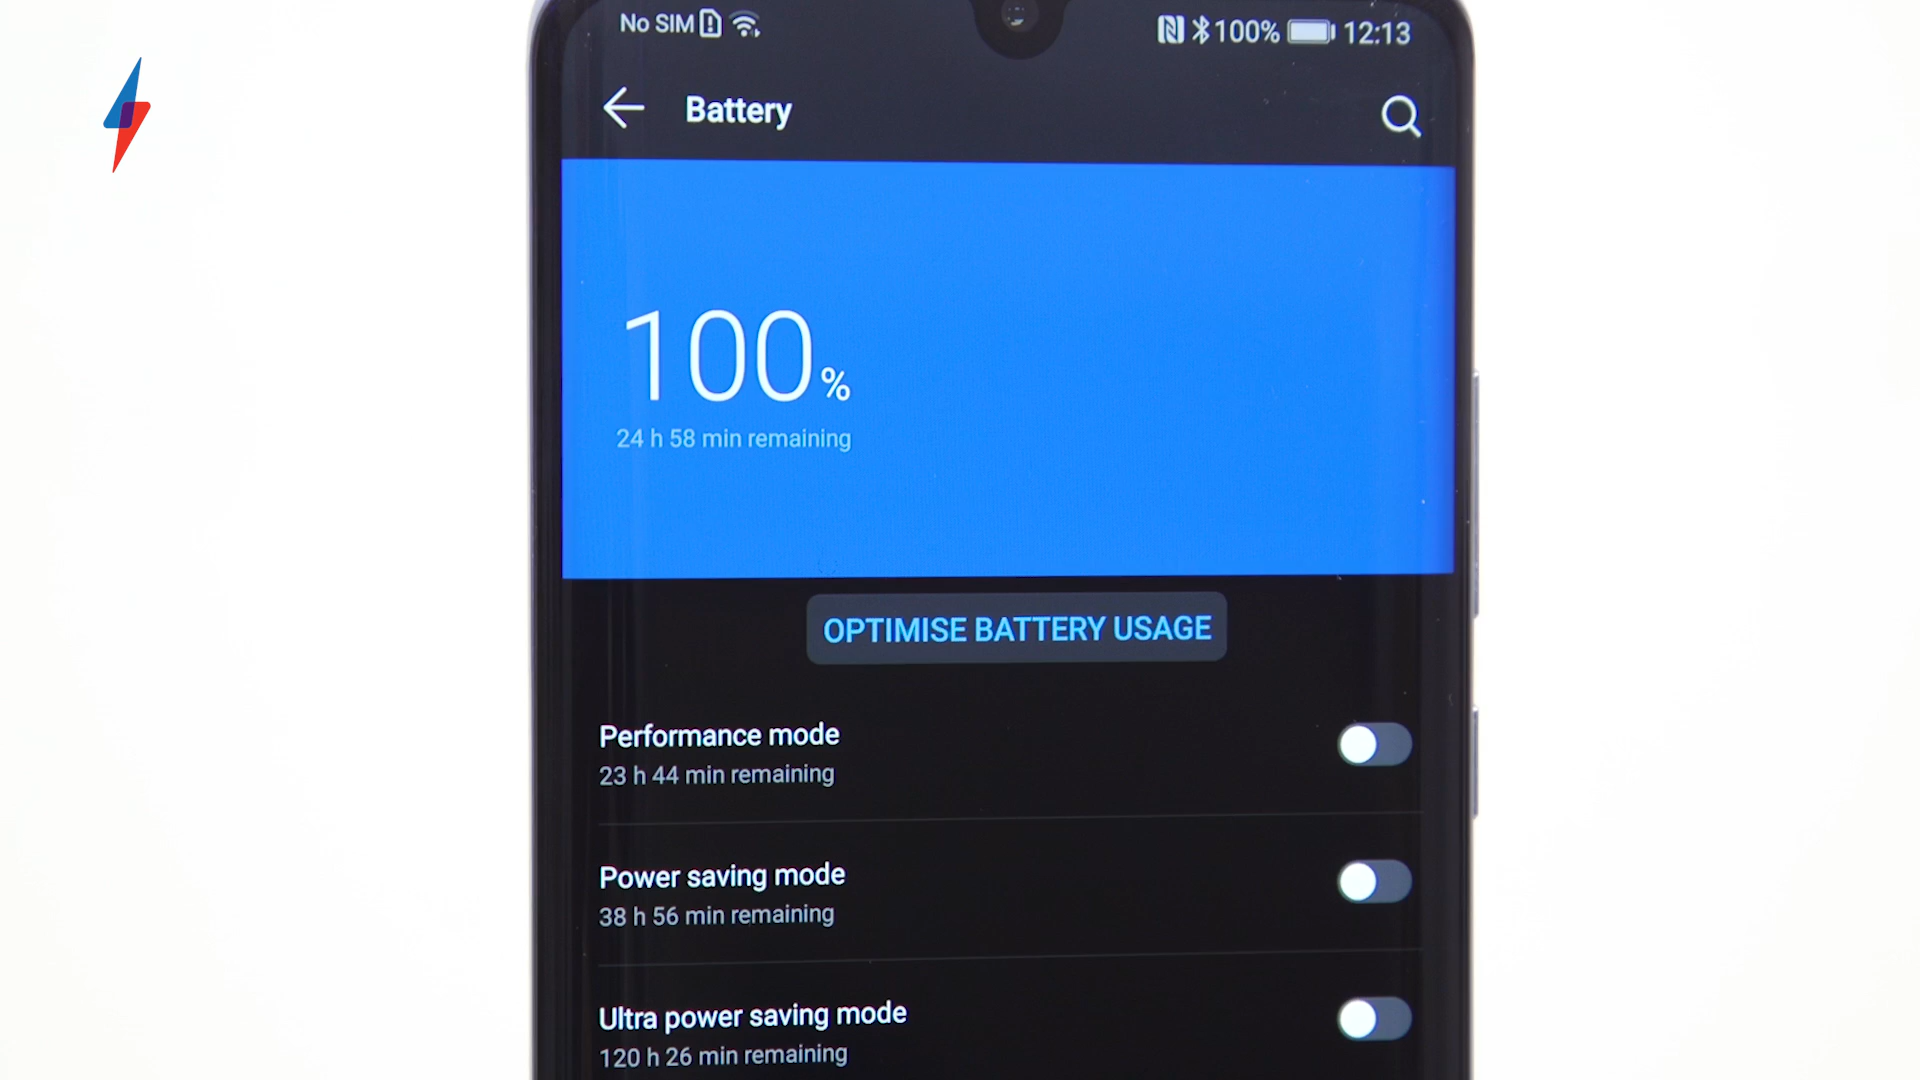 No SIM 100% 12:13
Battery
100%
24 h 58 min remaining
OPTIMISE BATTERY USAGE
Performance mode
23 h 44 min remaining
Power saving mode
38 h 56 min remaining
Ultra power saving mode
120 h 26 min remaining